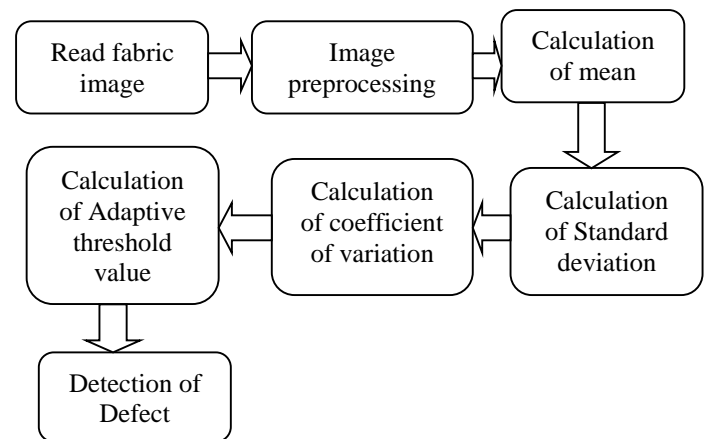 Read fabric
image
Image
preprocessing
Calculation
of mean
Calculation
of Standard
deviation
Calculation
of coefficient
of variation
Calculation
of Adaptive
threshold
value
Detection of
Defect